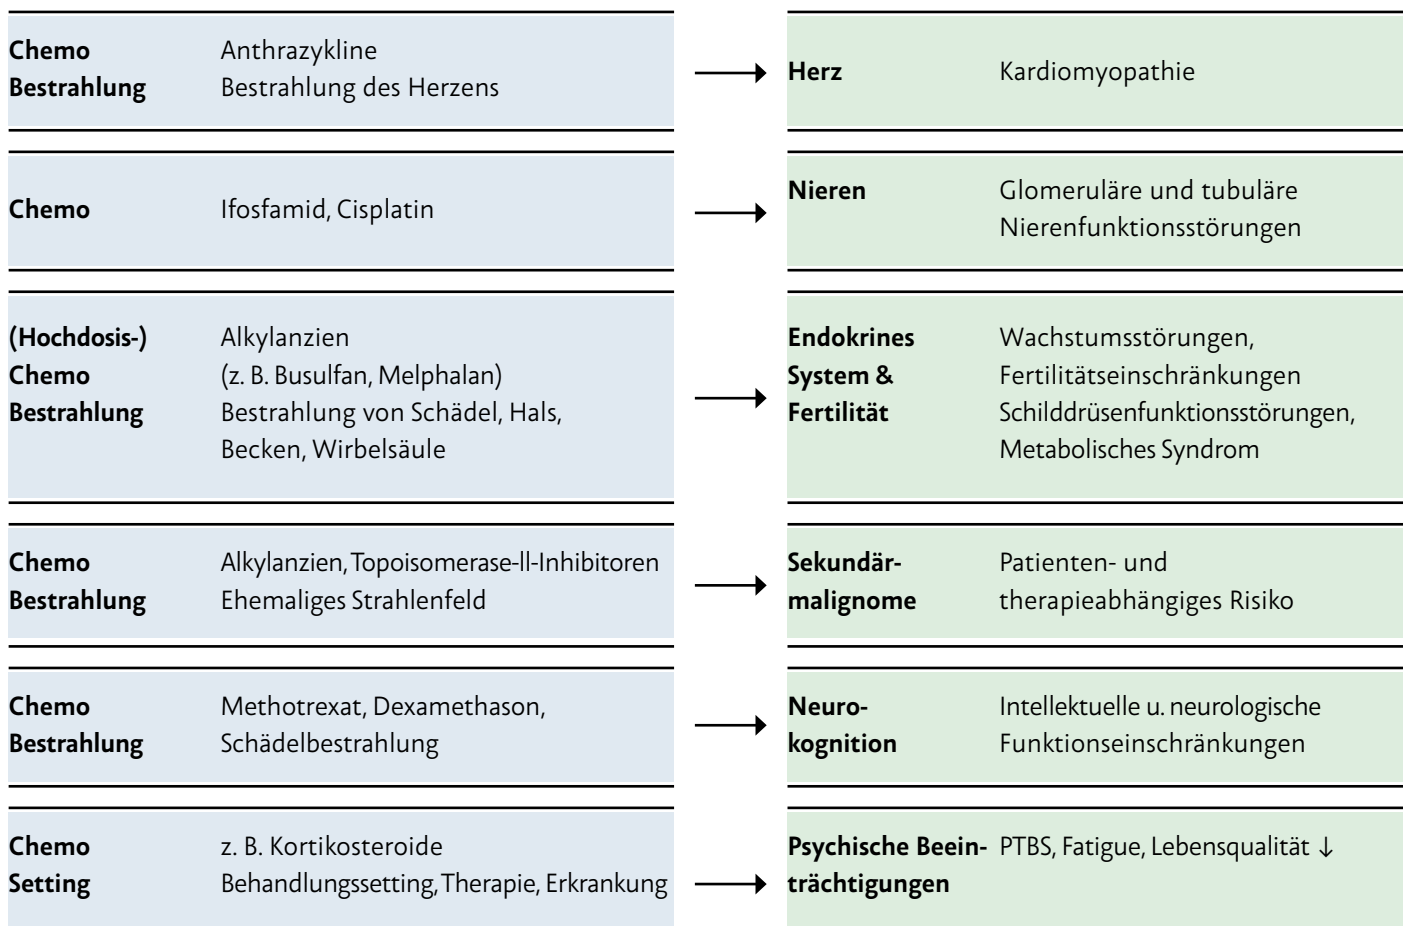 Chemo Anthrazykline
Bestrahlung Bestrahlung des Herzens
Herz Kardiomyopathie
Chemo Ifosfamid, Cisplatin
Nieren Glomeruläre und tubuläre
Nierenfunktionsstörungen
(Hochdosis-) Alkylanzien
Chemo (z. B. Busulfan, Melphalan)
Bestrahlung Bestrahlung von Schädel, Hals,
Becken, Wirbelsäule
Endokrines Wachstumsstörungen,
System & Fertilitätseinschränkungen
Fertilität Schilddrüsenfunktionsstörungen,
Metabolisches Syndrom
Chemo Alkylanzien, Topoisomerase-ll-Inhibitoren
Bestrahlung Ehemaliges Strahlenfeld
Sekundär- Patienten- und
malignome therapieabhängiges Risiko
Chemo Methotrexat, Dexamethason,
Bestrahlung Schädelbestrahlung
Neuro- Intellektuelle u. neurologische
kognition Funktionseinschränkungen
Chemo z. B. Kortikosteroide
Setting Behandlungssetting, Therapie, Erkrankung
Psychische Beein- PTBS, Fatigue, Lebensqualität ↓
trächtigungen